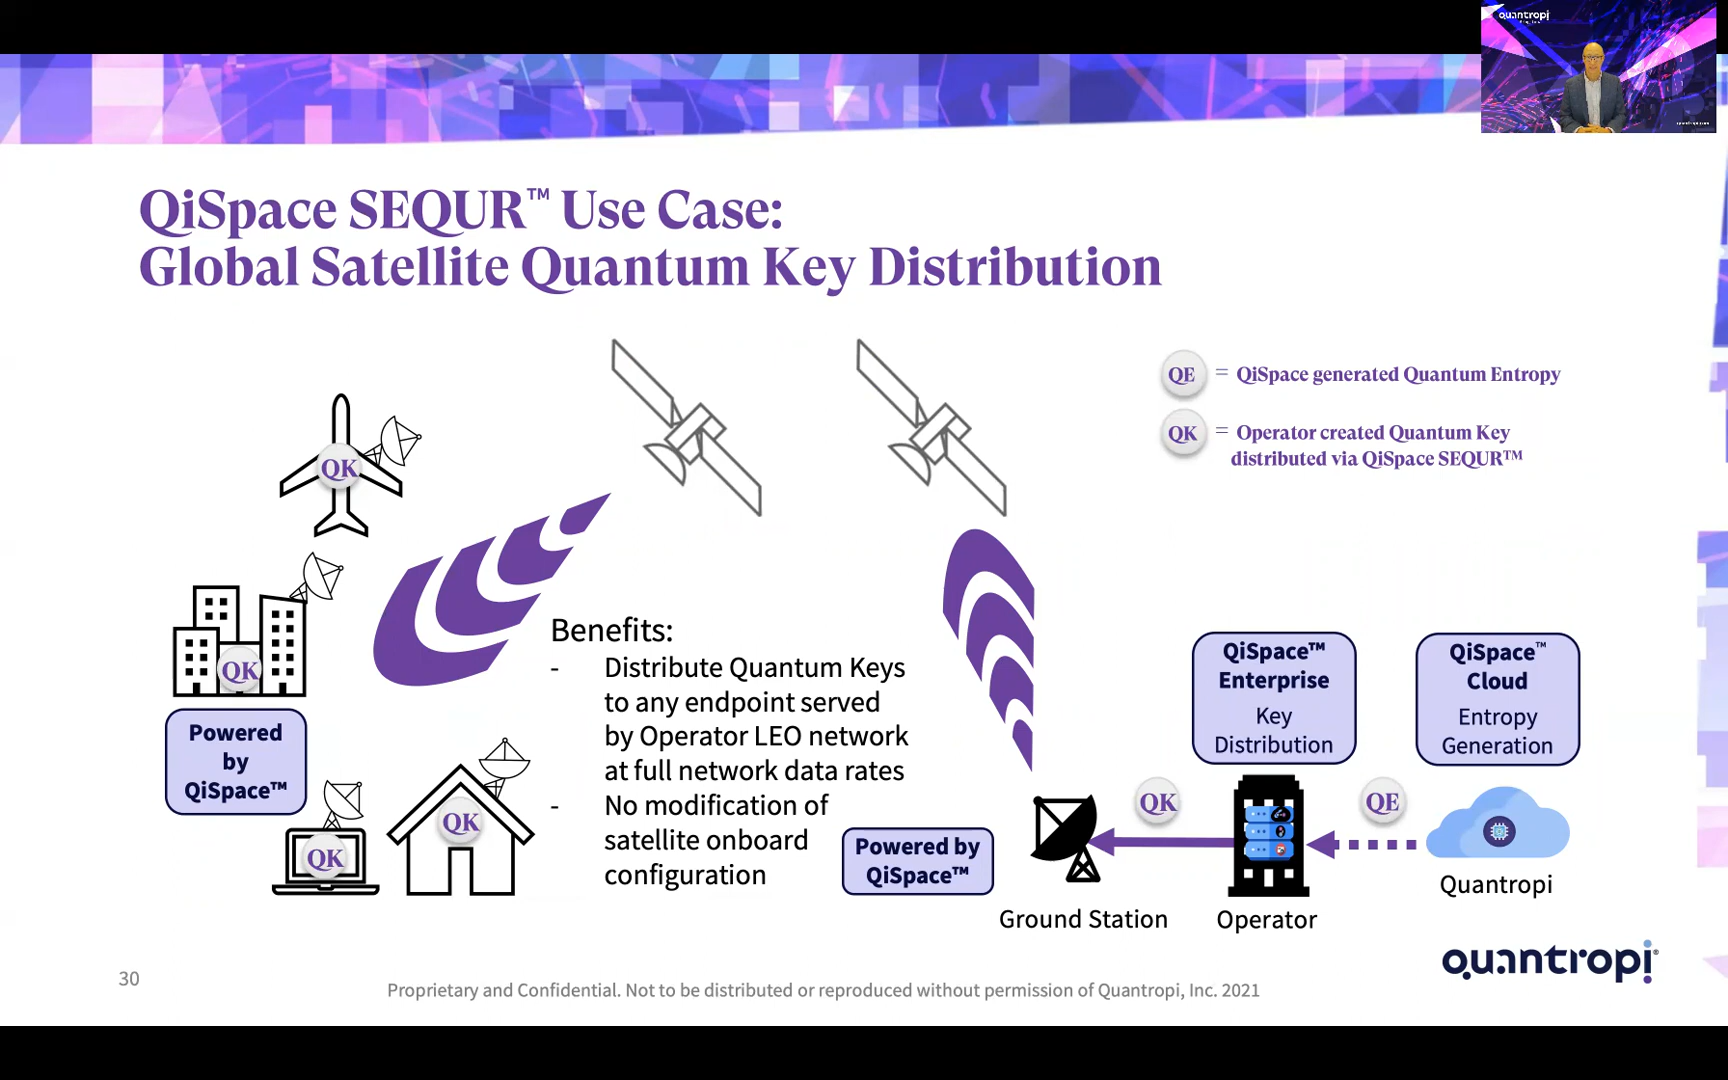 quantropi
QiSpace SEQUR™ Use Case:
Global Satellite Quantum Key Distribution
QE = QiSpace generated Quantum Entropy
QK = Operator created Quantum Key
distributed via QiSpace SEQUR™
QK
QK
Powered
by
QiSpace™
QK
QK
Benefits:
- Distribute Quantum Keys
to any endpoint served
by Operator LEO network
at full network data rates
- No modification of
satellite onboard
configuration
Powered by
QiSpace™
QiSpace™
Enterprise
Key
Distribution
QiSpace™
Cloud
Entropy
Generation
QK
QE
Ground Station
Operator
Quantropi
quantropi®
30
Proprietary and Confidential. Not to be distributed or reproduced without permission of Quantropi, Inc. 2021